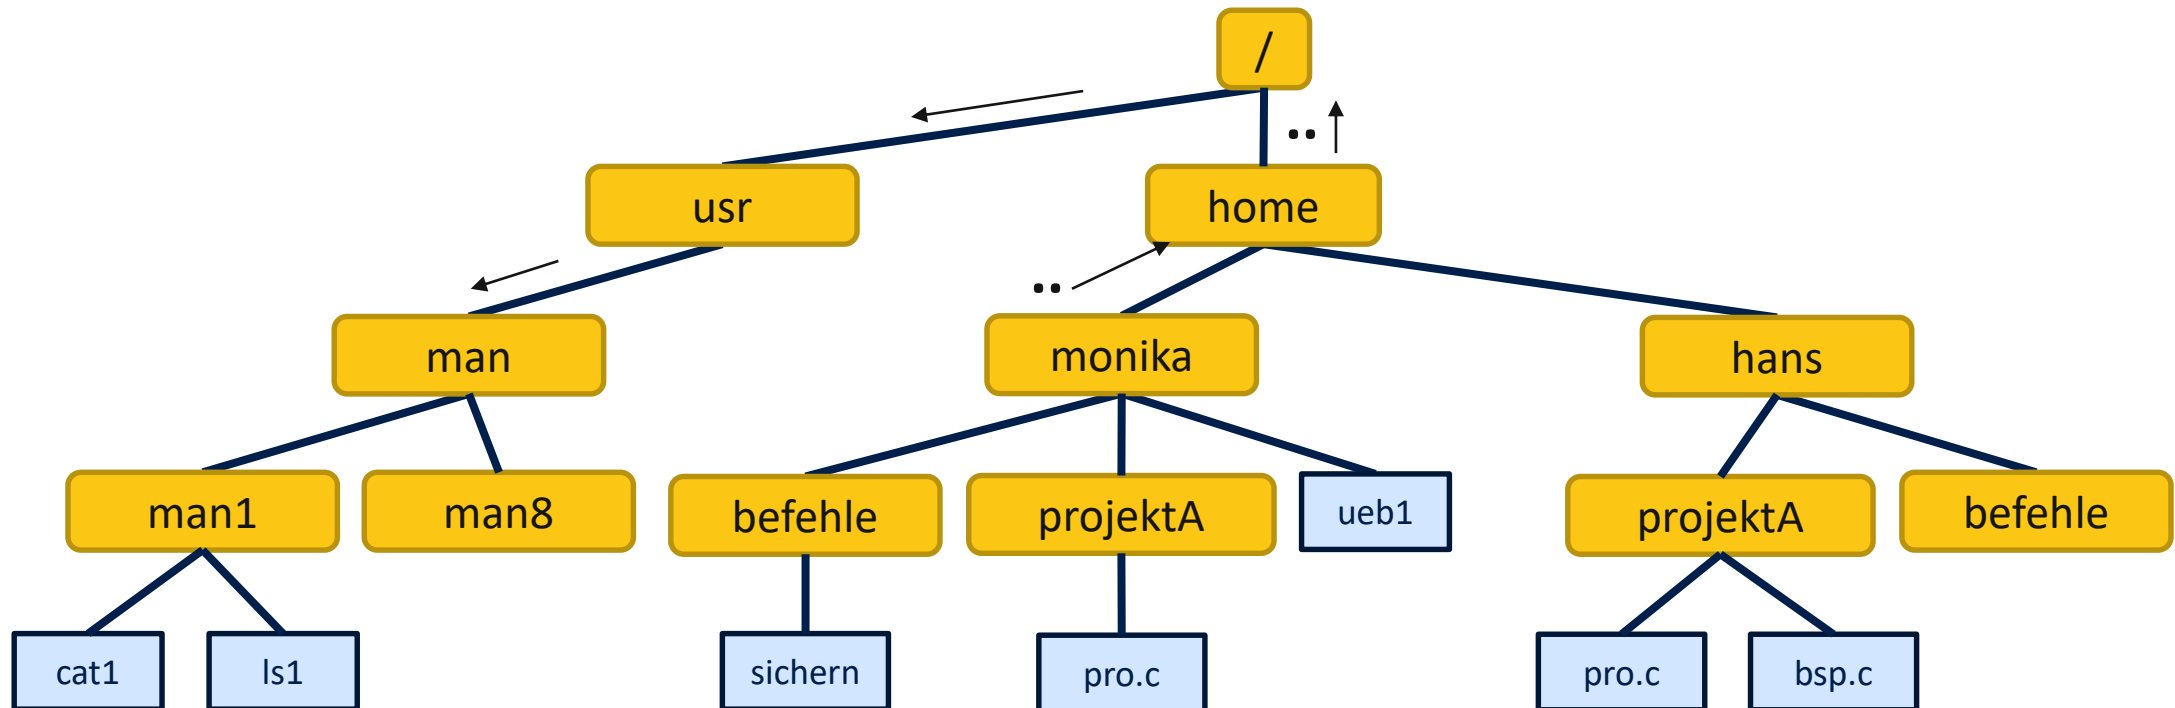 /
..
usr
home
..
man
monika
hans
man1
man8
befehle
projektA
ueb1
projektA
befehle
cat1
ls1
sichern
pro.c
pro.c
bsp.c